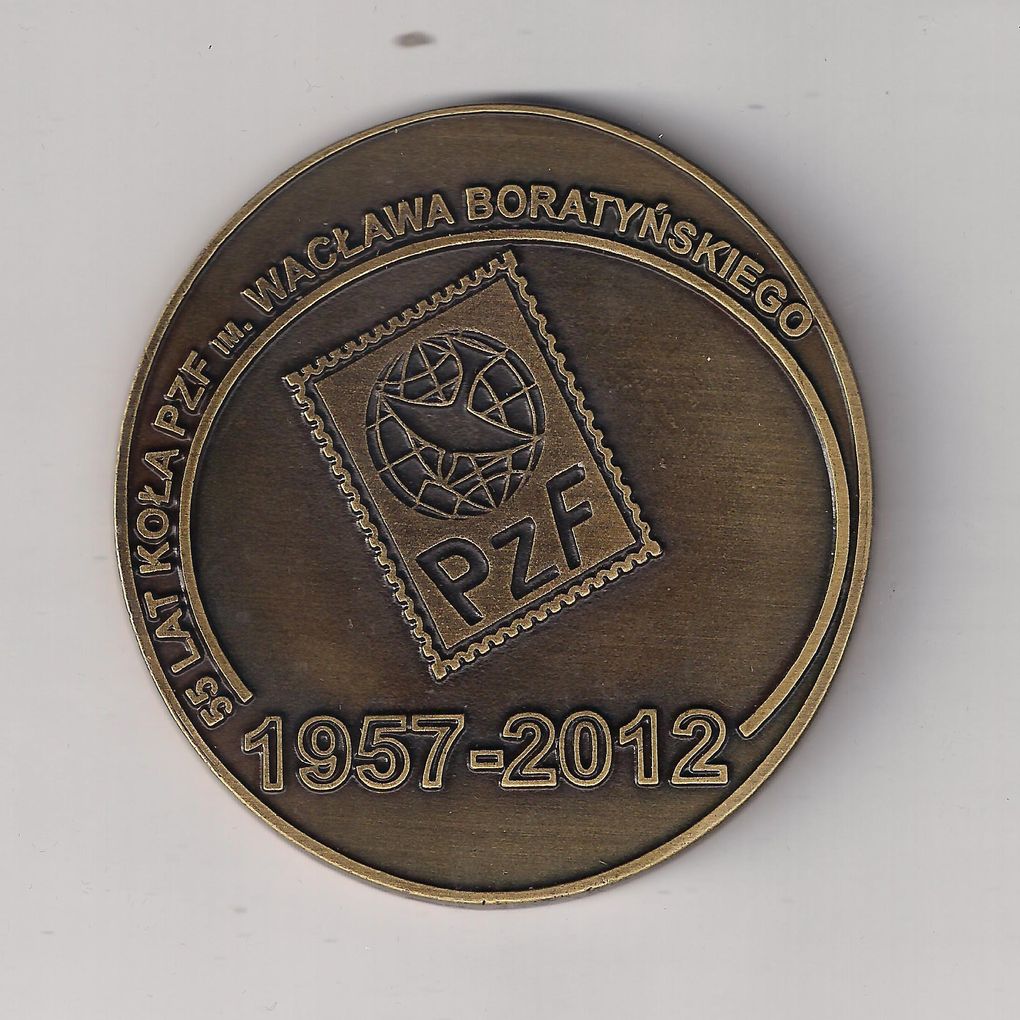 55 LAT KOŁA PZF IM. WACŁAWA BORATYŃSKIEGO
PZF
1957-2012